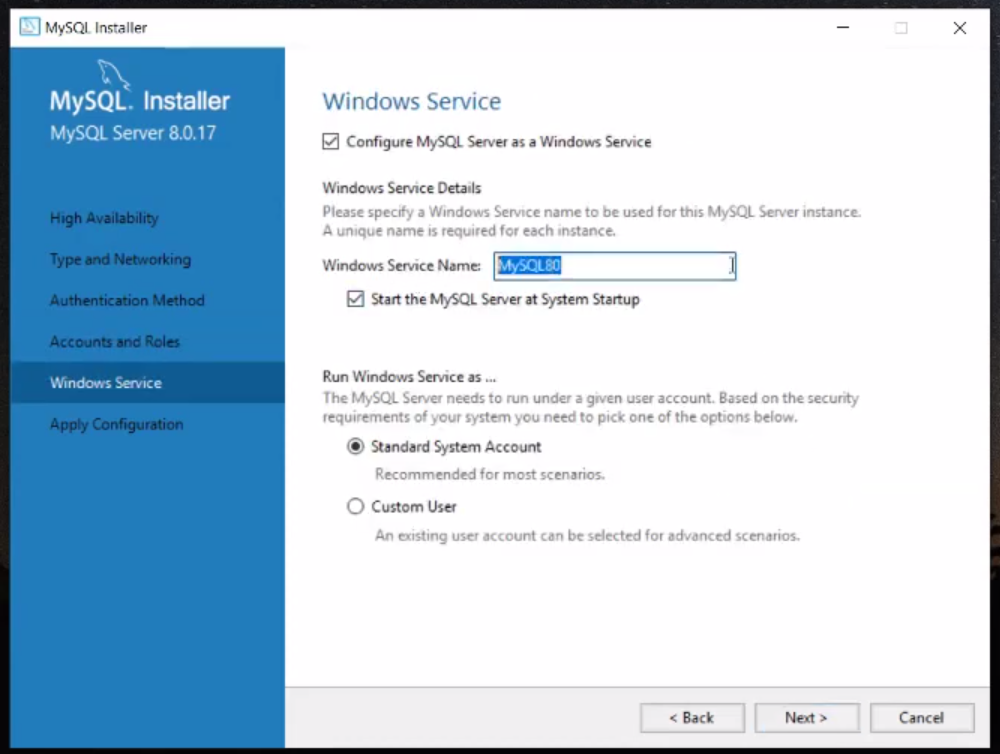 MySQL Installer
MySQL. Installer
MySQL Server 8.0.17
High Availability
Type and Networking
Authentication Method
Accounts and Roles
Windows Service
Apply Configuration
Windows Service
Configure MySQL Server as a Windows Service
Windows Service Details
Please specify a Windows Service name to be used for this MySQL Server instance.
A unique name is required for each instance.
Windows Service Name: MySQL80
Start the MySQL Server at System Startup
Run Windows Service as ...
The MySQL Server needs to run under a given user account. Based on the security
requirements of your system you need to pick one of the options below.
Standard System Account
Recommended for most scenarios.
Custom User
An existing user account can be selected for advanced scenarios.
< Back Next > Cancel